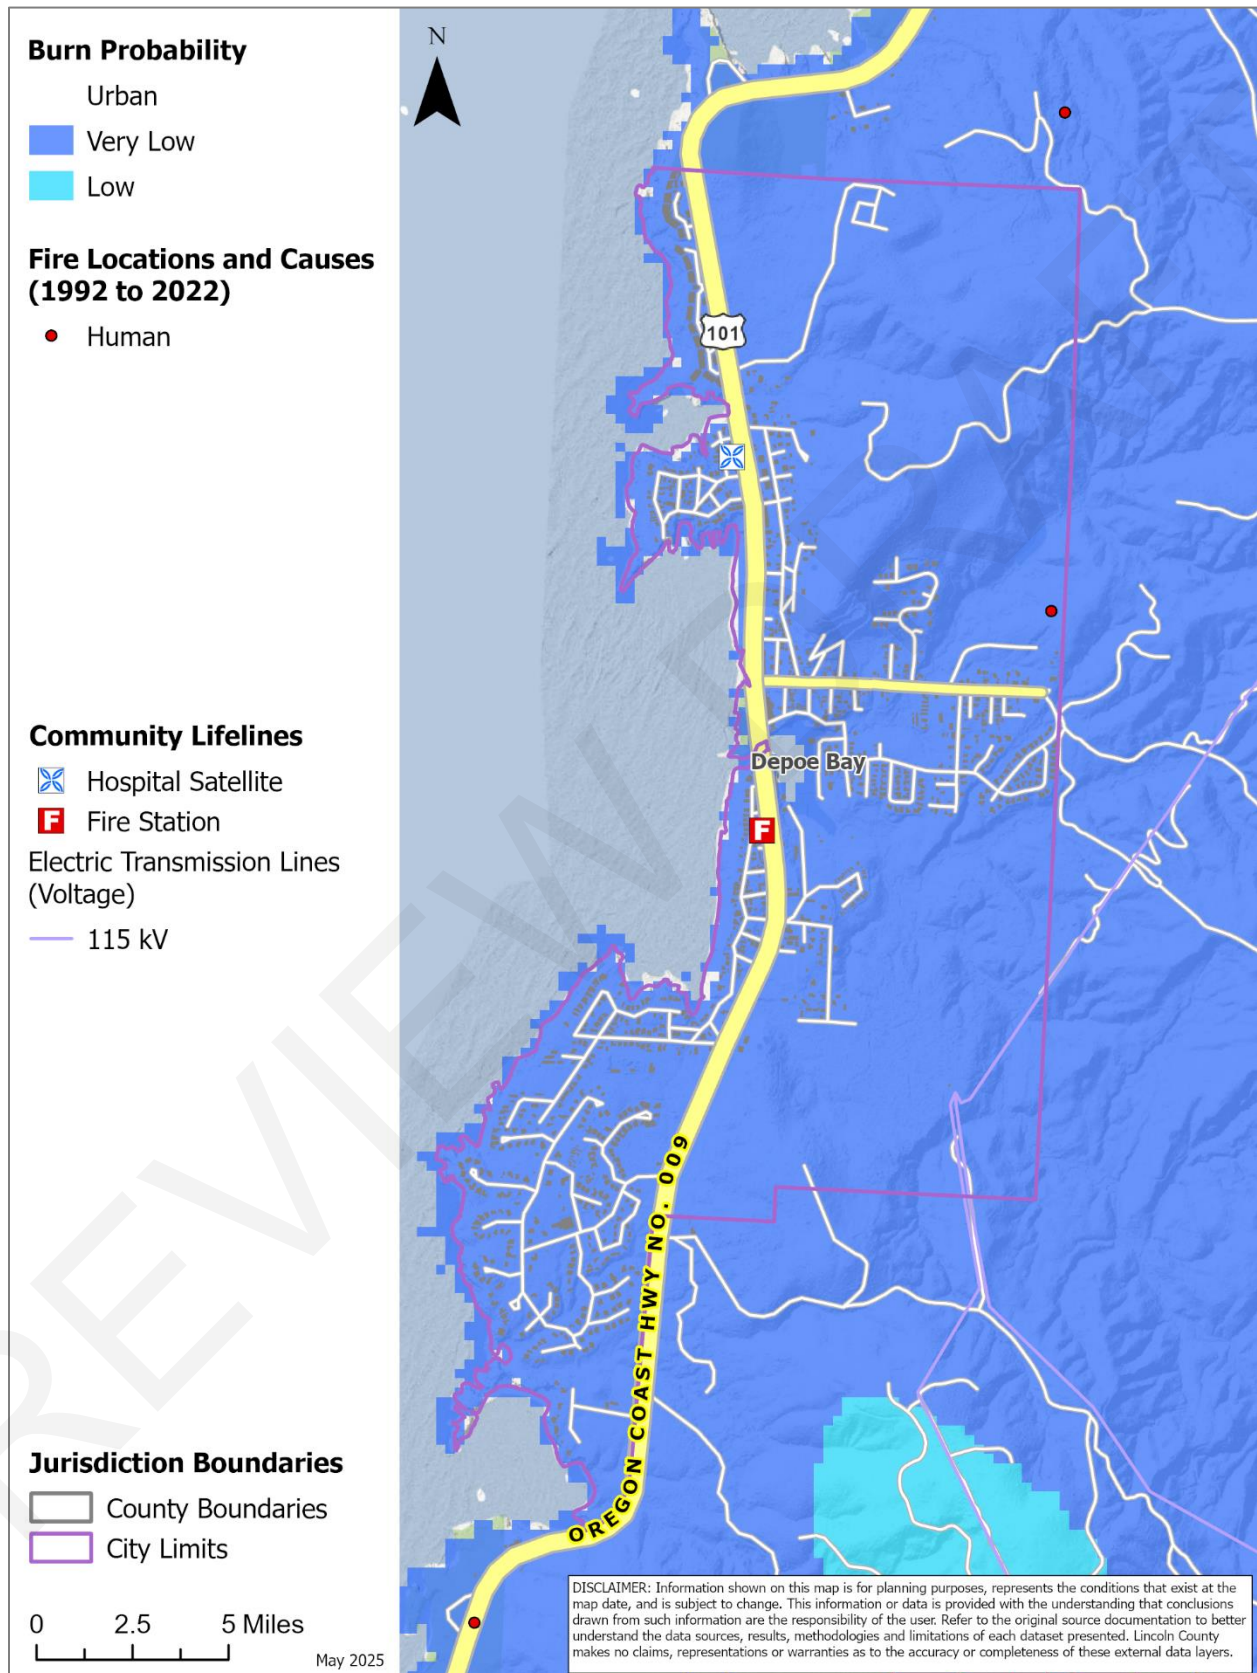 Burn Probability
Urban
Very Low
Low
Fire Locations and Causes
(1992 to 2022)
Human
Community Lifelines
Hospital Satellite
F Fire Station
Electric Transmission Lines
(Voltage)
115 kV
Jurisdiction Boundaries
County Boundaries
City Limits
0 2.5 5 Miles
May 2025
N
101
Depoe Bay
F
OREGON COAST HWY NO. 009
DISCLAIMER: Information shown on this map is for planning purposes, represents the conditions that exist at the
map date, and is subject to change. This information or data is provided with the understanding that conclusions
drawn from such information are the responsibility of the user. Refer to the original source documentation to better
understand the data sources, results, methodologies and limitations of each dataset presented. Lincoln County
makes no claims, representations or warranties as to the accuracy or completeness of these external data layers.
REVIEW DRAFT